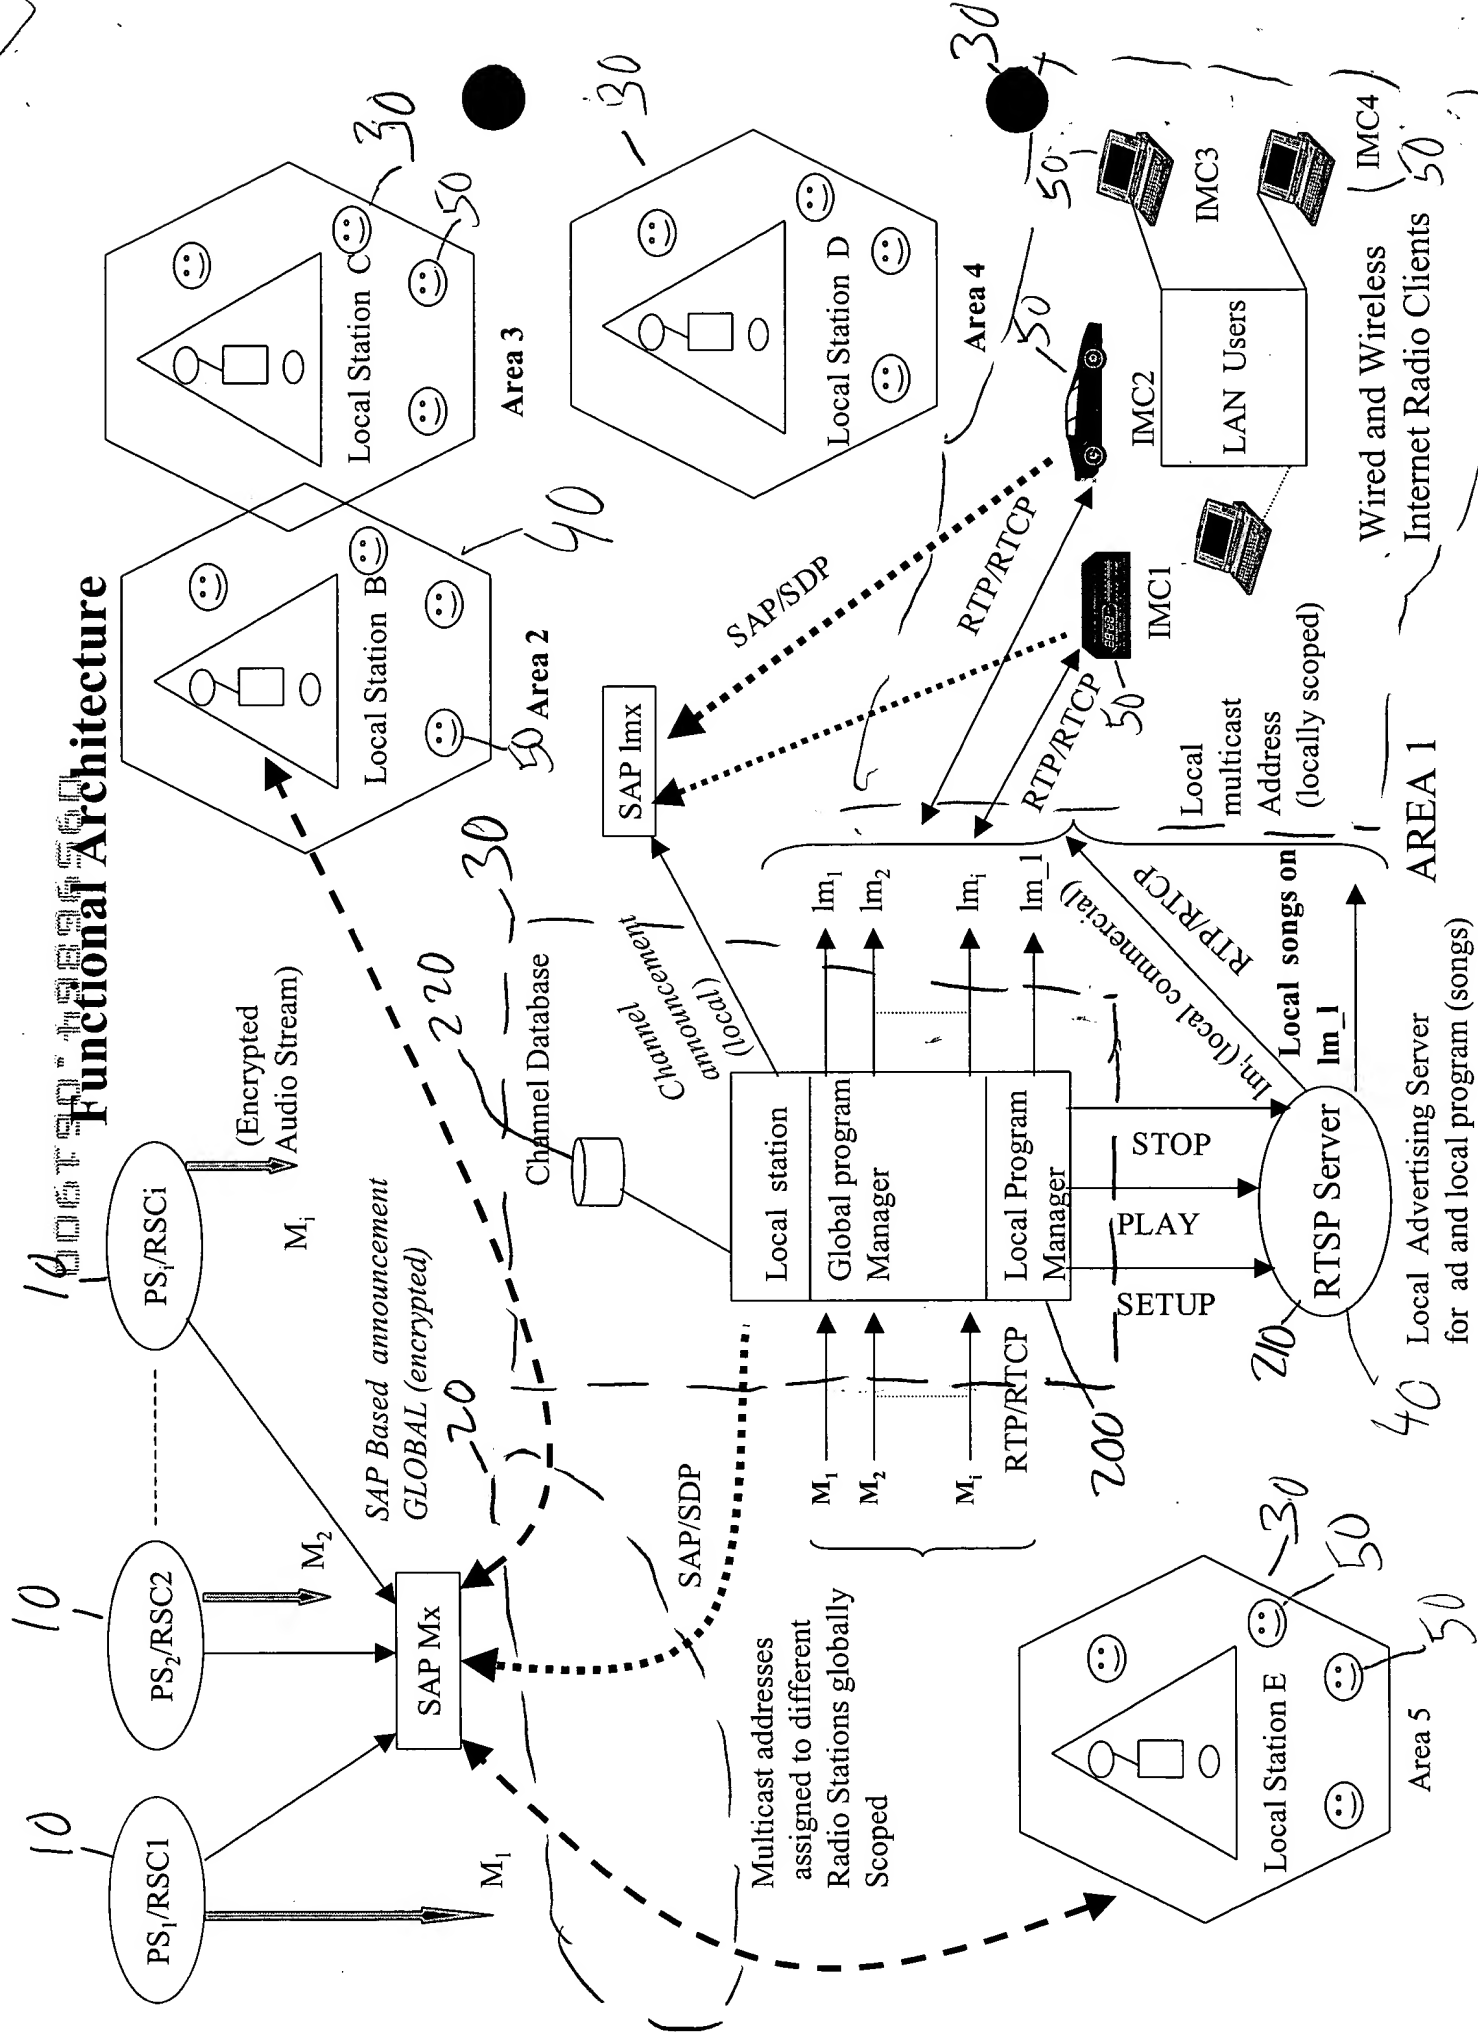 Functional Architecture
10
10
10
PS1/RSC1
PS2/RSC2
PSi/RSCi
M1
M2
Mi
(Encrypted
Audio Stream)
SAP Mx
SAP Based announcement
GLOBAL (encrypted)
20
SAP/SDP
Local Station B
Area 2
50
40
Local Station C
Area 3
30
50
Local Station D
Area 4
30
220
30
Channel Database
Channel
announcement
(local)
SAP lmx
SAP/SDP
RTP/RTCP
RTP/RTCP
Multicast addresses
assigned to different
Radio Stations globally
Scoped
M1
M2
Mi
RTP/RTCP
200
Local station
Global program
Manager
Local Program
Manager
lm1
lm2
lmi
lm_l
SETUP
PLAY
STOP
210
RTSP Server
40
Local Advertising Server
for ad and local program (songs)
lmi (local commercial)
RTP/RTCP
Local songs on
lm_l
AREA 1
Local
multicast
Address
(locally scoped)
IMC1
50
IMC2
50
LAN Users
IMC3
50
IMC4
50
30
Wired and Wireless
Internet Radio Clients
Local Station E
Area 5
30
50
50